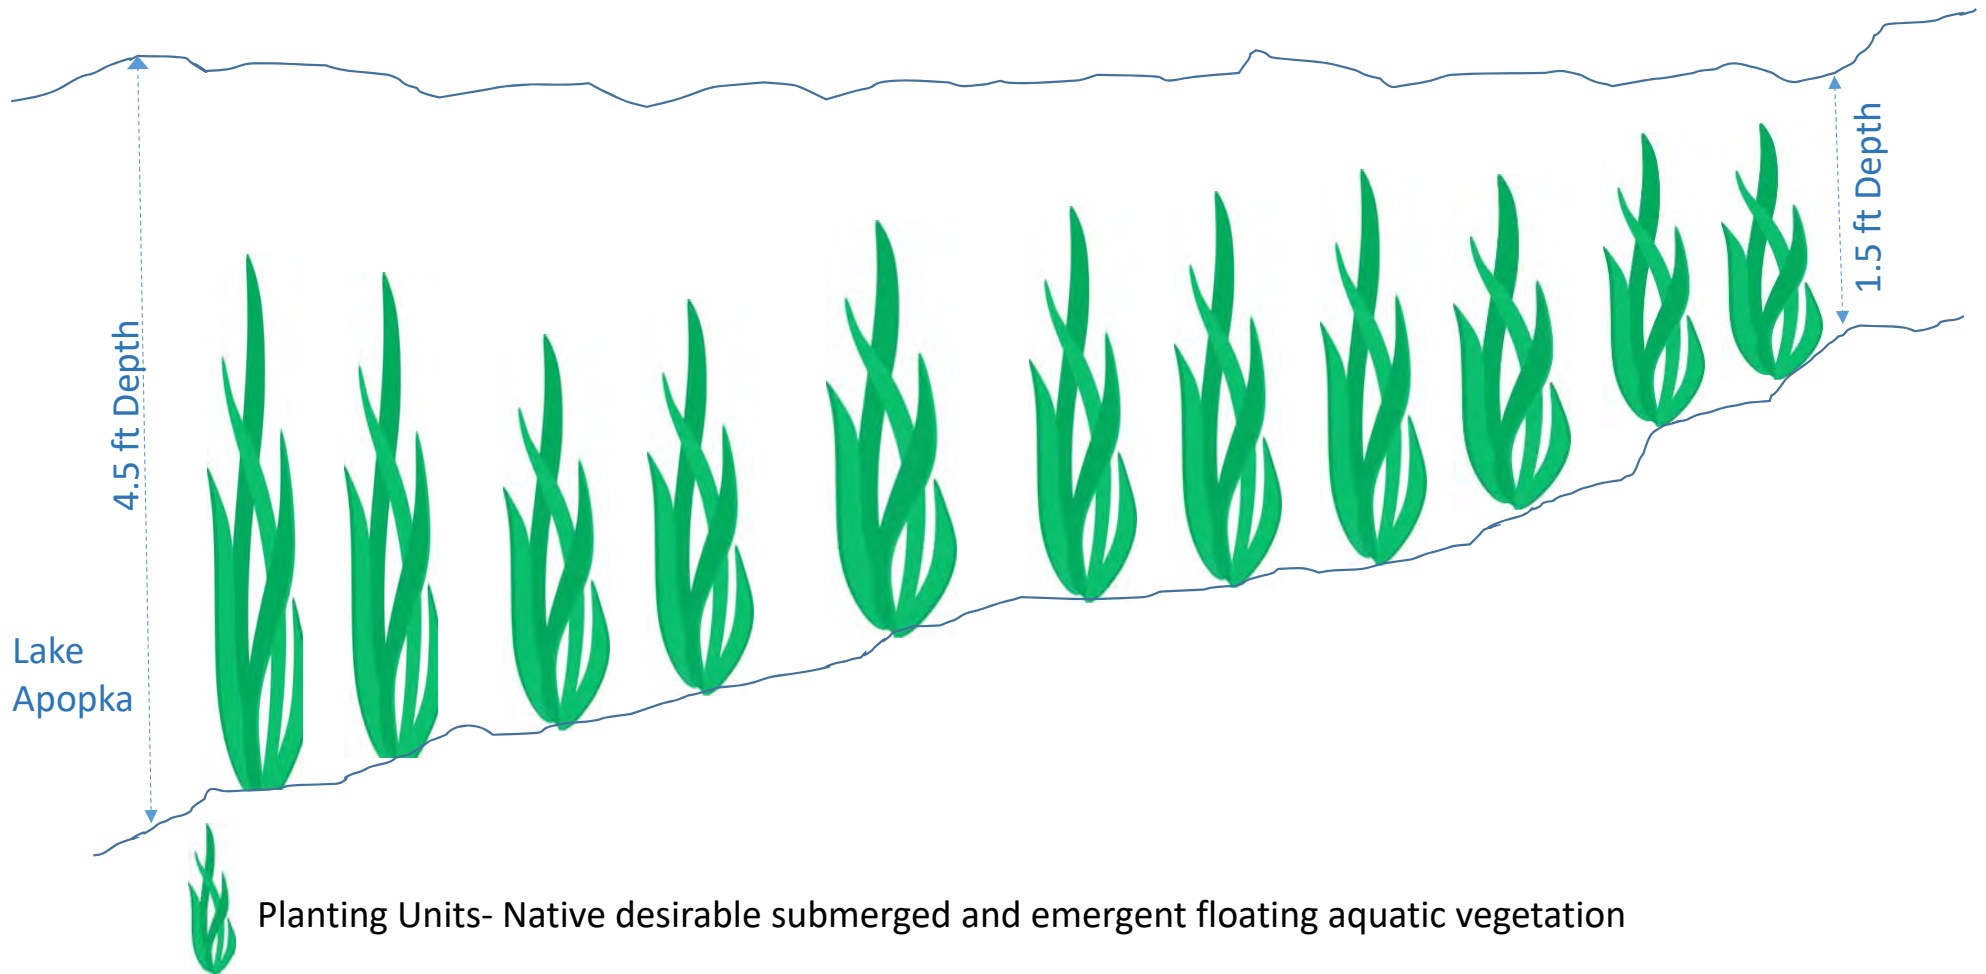 4.5 ft Depth
1.5 ft Depth
Lake
Apopka
Planting Units- Native desirable submerged and emergent floating aquatic vegetation